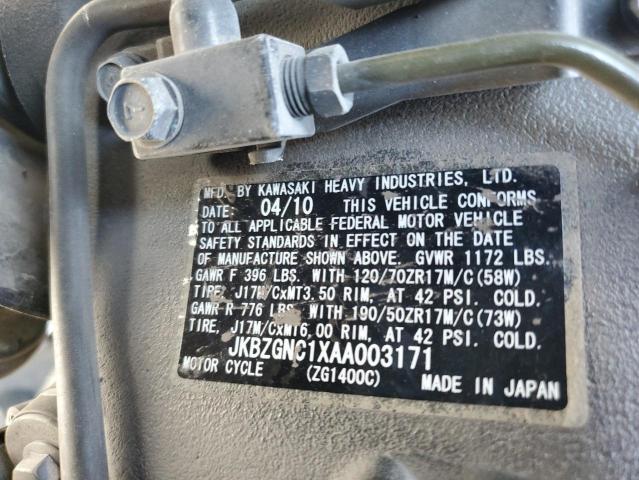 MFD. BY KAWASAKI HEAVY INDUSTRIES, LTD.
DATE: 04/10 THIS VEHICLE CONFORMS
TO ALL APPLICABLE FEDERAL MOTOR VEHICLE
SAFETY STANDARDS IN EFFECT ON THE DATE
OF MANUFACTURE SHOWN ABOVE. GVWR 1172 LBS.
GAWR F 396 LBS. WITH 120/70ZR17M/C(58W)
TIRE, J17M/CxMT3.50 RIM, AT 42 PSI. COLD.
GAWR R 776 LBS. WITH 190/50ZR17M/C(73W)
TIRE, J17M/CxMT6.00 RIM, AT 42 PSI. COLD.
JKBZGNC1XAA003171
MOTOR CYCLE (ZG1400C) MADE IN JAPAN